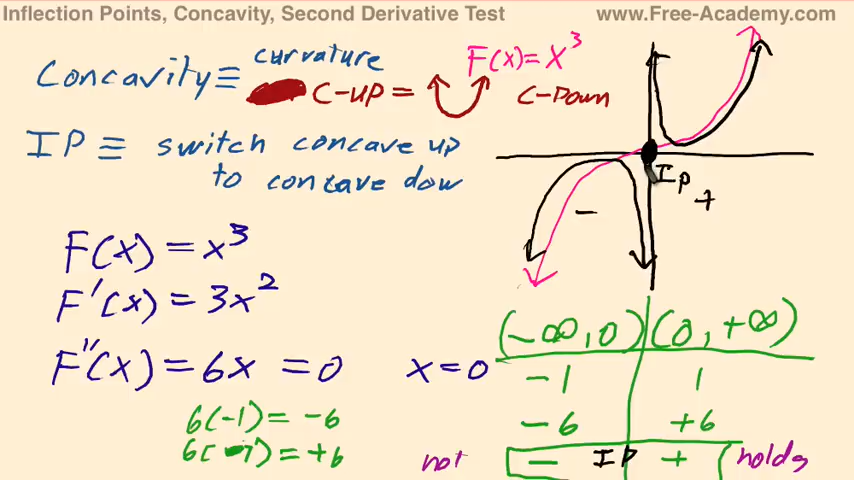 Inflection Points, Concavity, Second Derivative Test
www.Free-Academy.com
Concavity ≡ curvature
F(x) = x³
C-UP =
C-Down
IP ≡ switch concave up
to concave dow
IP
+
−
F(x) = x³
F'(x) = 3x²
F''(x) = 6x = 0
x = 0
(-∞, 0) (0, +∞)
-1 1
-6 +6
− IP +
6(-1) = -6
6( 1) = +6
not
holds